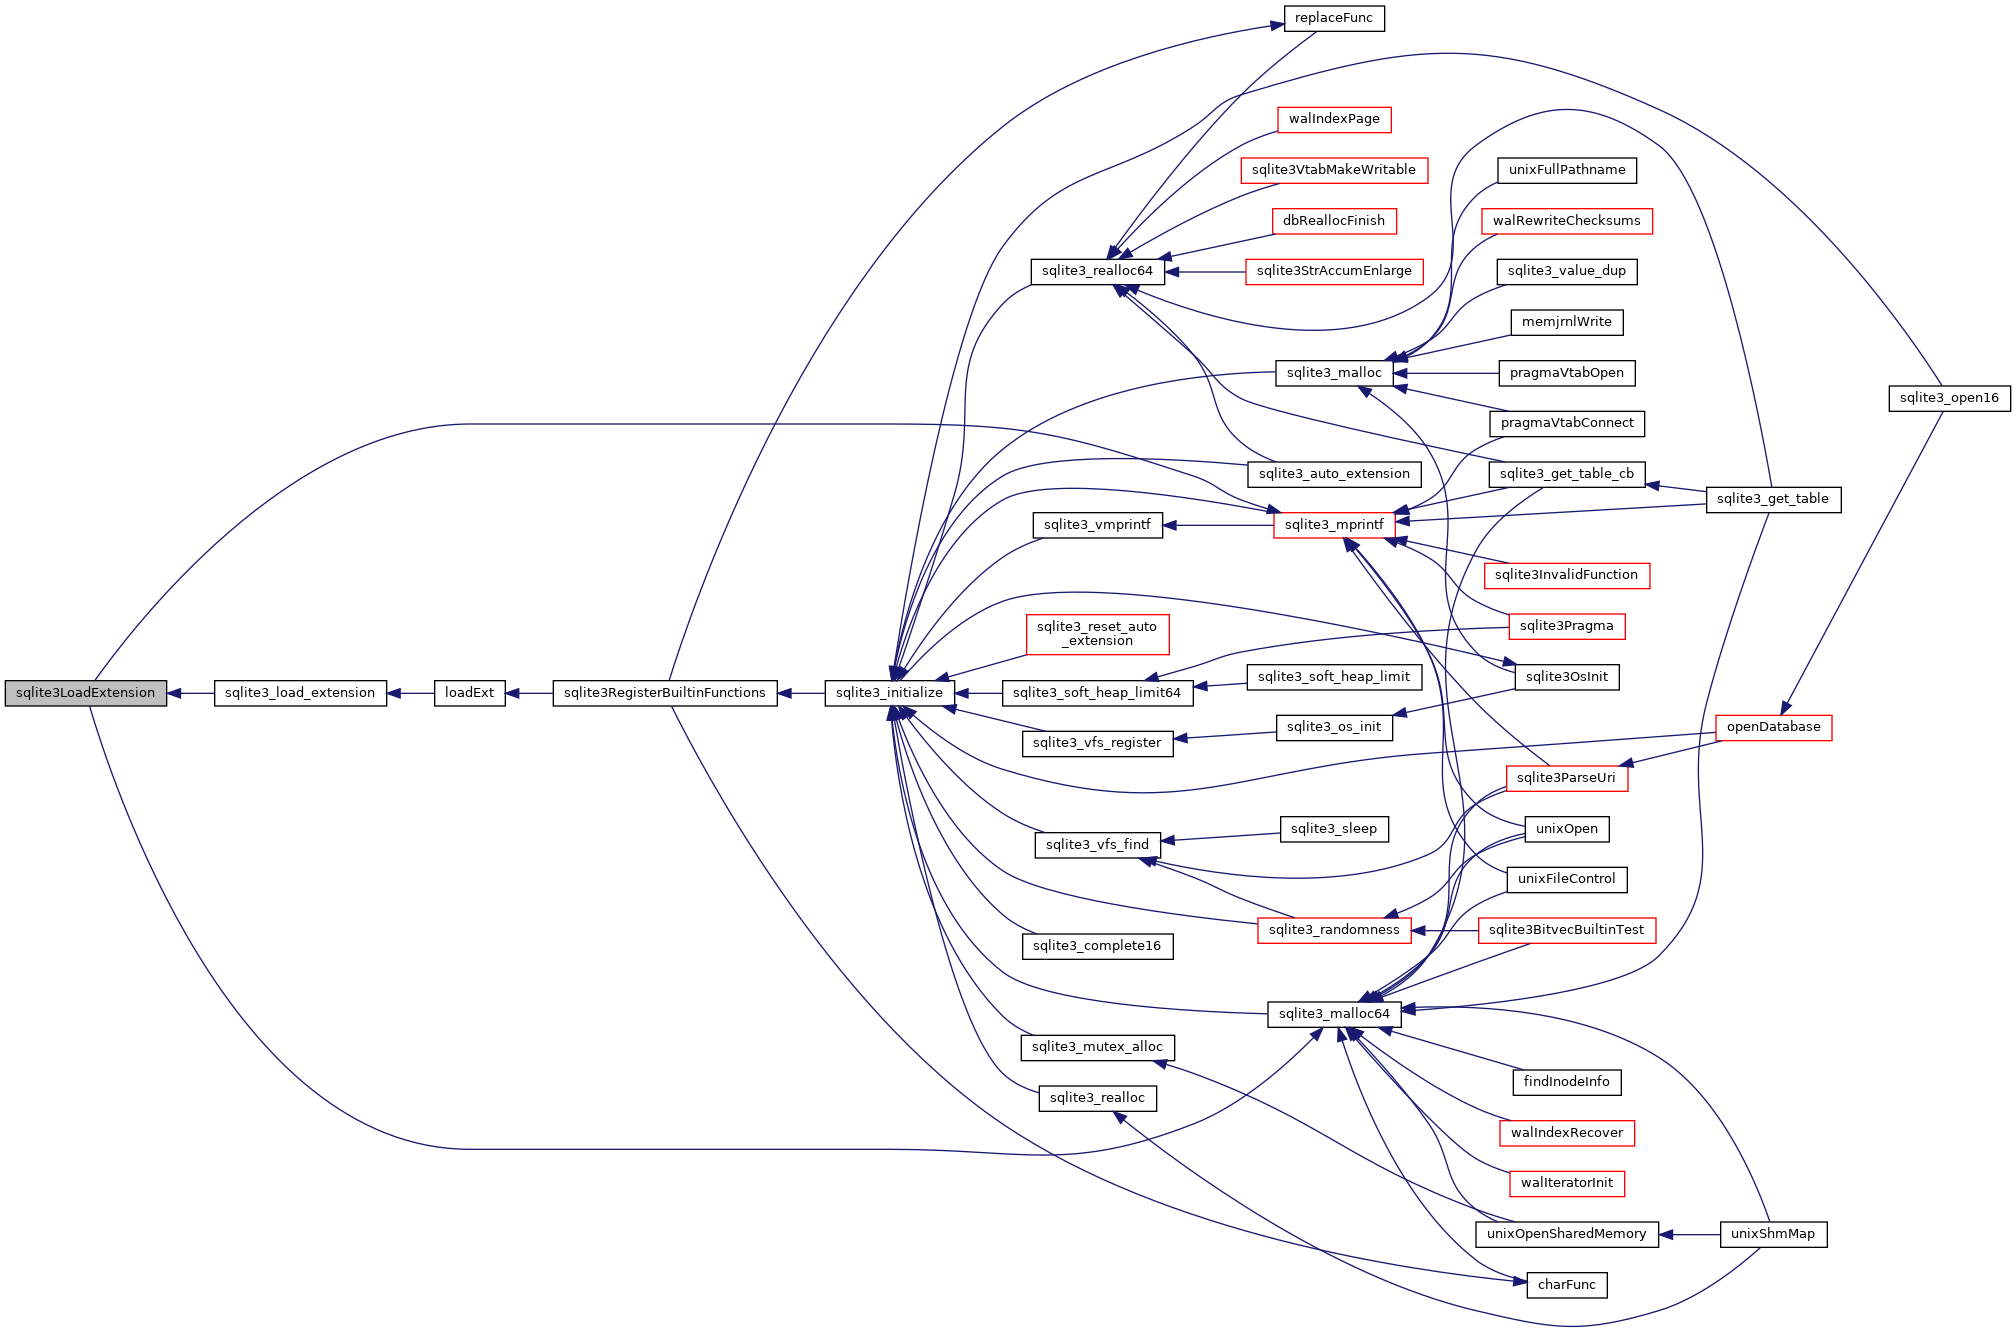 replaceFunc
walIndexPage
sqlite3VtabMakeWritable
unixFullPathname
dbReallocFinish
walRewriteChecksums
sqlite3_realloc64
sqlite3StrAccumEnlarge
sqlite3_value_dup
memjrnlWrite
sqlite3_malloc
pragmaVtabOpen
sqlite3_open16
pragmaVtabConnect
sqlite3_auto_extension
sqlite3_get_table_cb
sqlite3_get_table
sqlite3_vmprintf
sqlite3_mprintf
sqlite3InvalidFunction
sqlite3_reset_auto
_extension
sqlite3Pragma
sqlite3LoadExtension
sqlite3_load_extension
loadExt
sqlite3RegisterBuiltinFunctions
sqlite3_initialize
sqlite3_soft_heap_limit64
sqlite3_soft_heap_limit
sqlite3OsInit
sqlite3_vfs_register
sqlite3_os_init
openDatabase
sqlite3ParseUri
sqlite3_vfs_find
sqlite3_sleep
unixOpen
unixFileControl
sqlite3_randomness
sqlite3BitvecBuiltinTest
sqlite3_complete16
sqlite3_malloc64
sqlite3_mutex_alloc
findInodeInfo
sqlite3_realloc
walIndexRecover
walIteratorInit
unixOpenSharedMemory
unixShmMap
charFunc